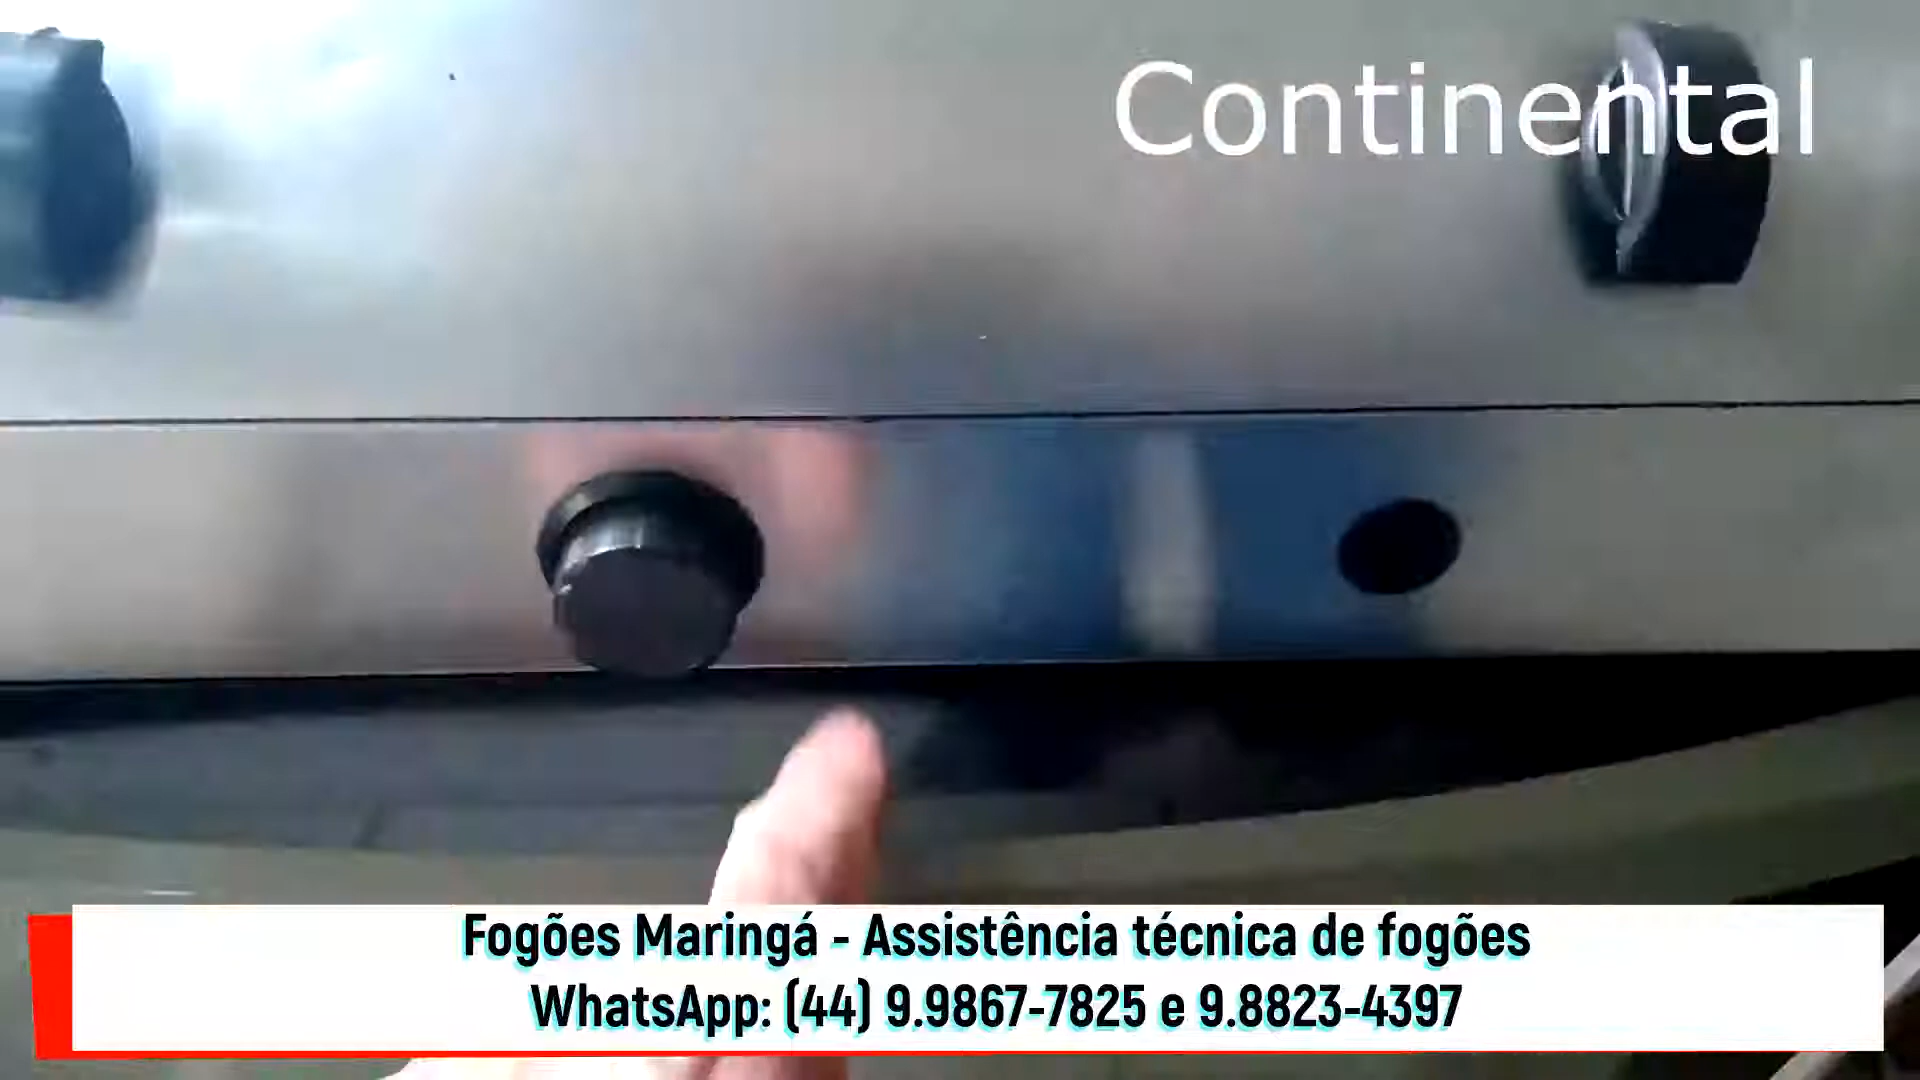 Continental
Fogões Maringá - Assistência técnica de fogões
WhatsApp: (44) 9.9867-7825 e 9.8823-4397